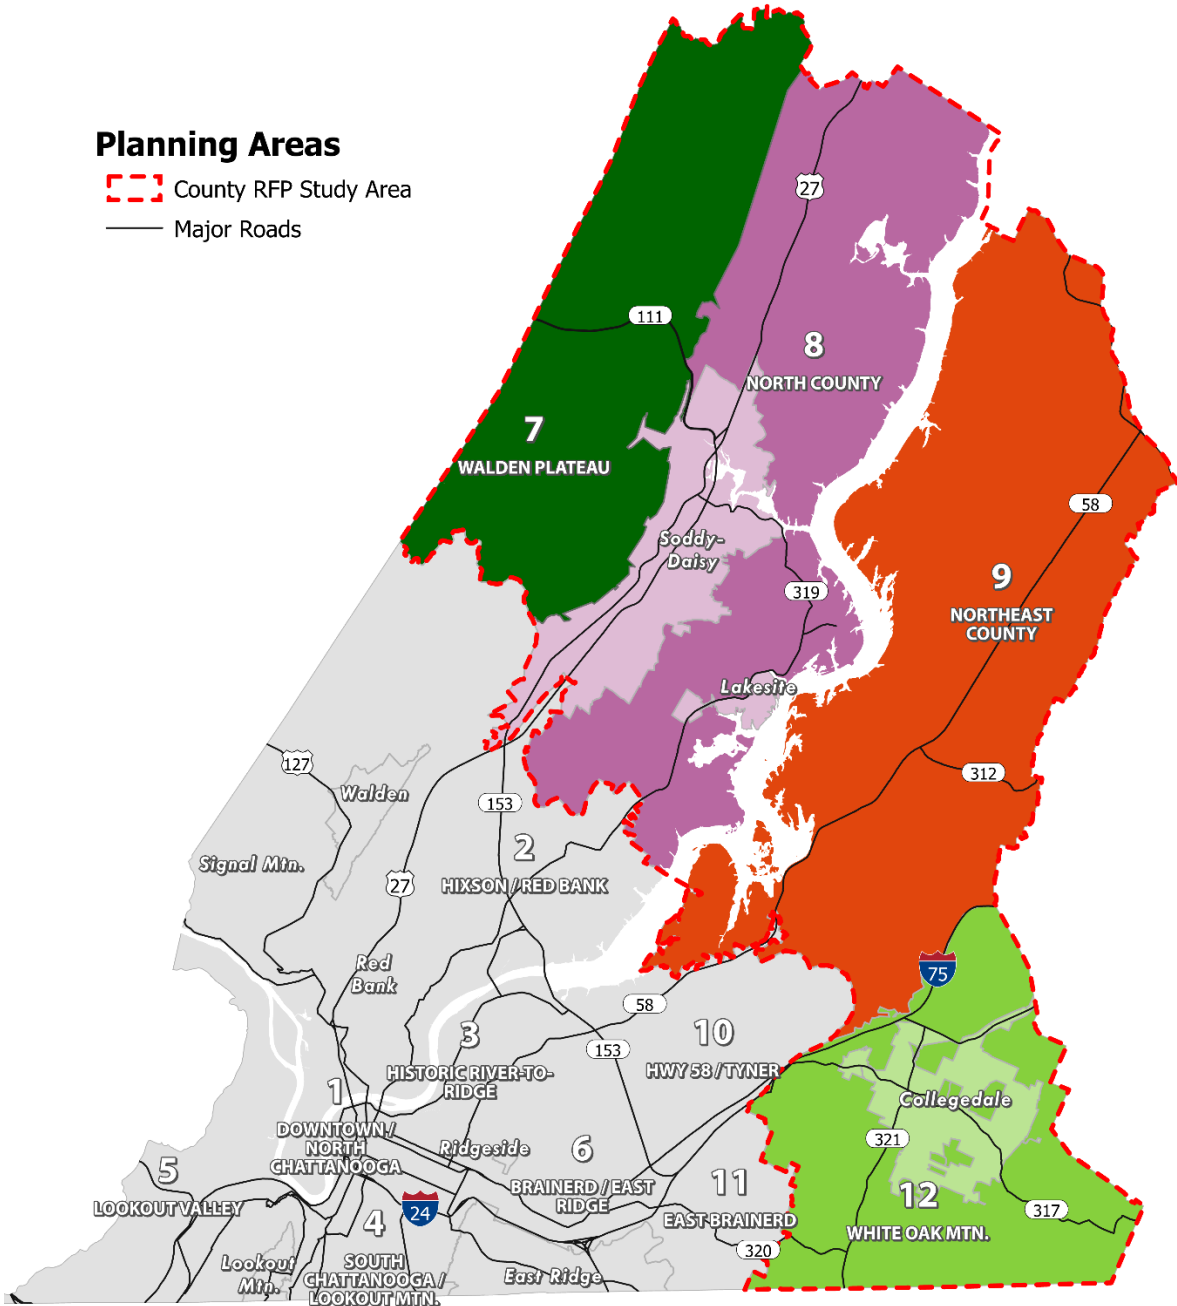 Planning Areas
County RFP Study Area
Major Roads
27
111
8
NORTH COUNTY
7
WALDEN PLATEAU
58
Soddy-
Daisy
9
NORTHEAST
COUNTY
319
Lakesite
127
312
Walden
153
2
HIXSON / RED BANK
Signal Mtn.
27
Red
Bank
75
58
3
HISTORIC RIVER-TO-
RIDGE
153
10
HWY 58 / TYNER
1
DOWNTOWN /
NORTH
CHATTANOOGA
Collegedale
321
Ridgeside
5
LOOKOUT VALLEY
6
BRAINERD / EAST
RIDGE
11
EAST BRAINERD
12
WHITE OAK MTN.
317
24
4
SOUTH
CHATTANOOGA /
LOOKOUT MTN.
Lookout
Mtn.
East Ridge
320